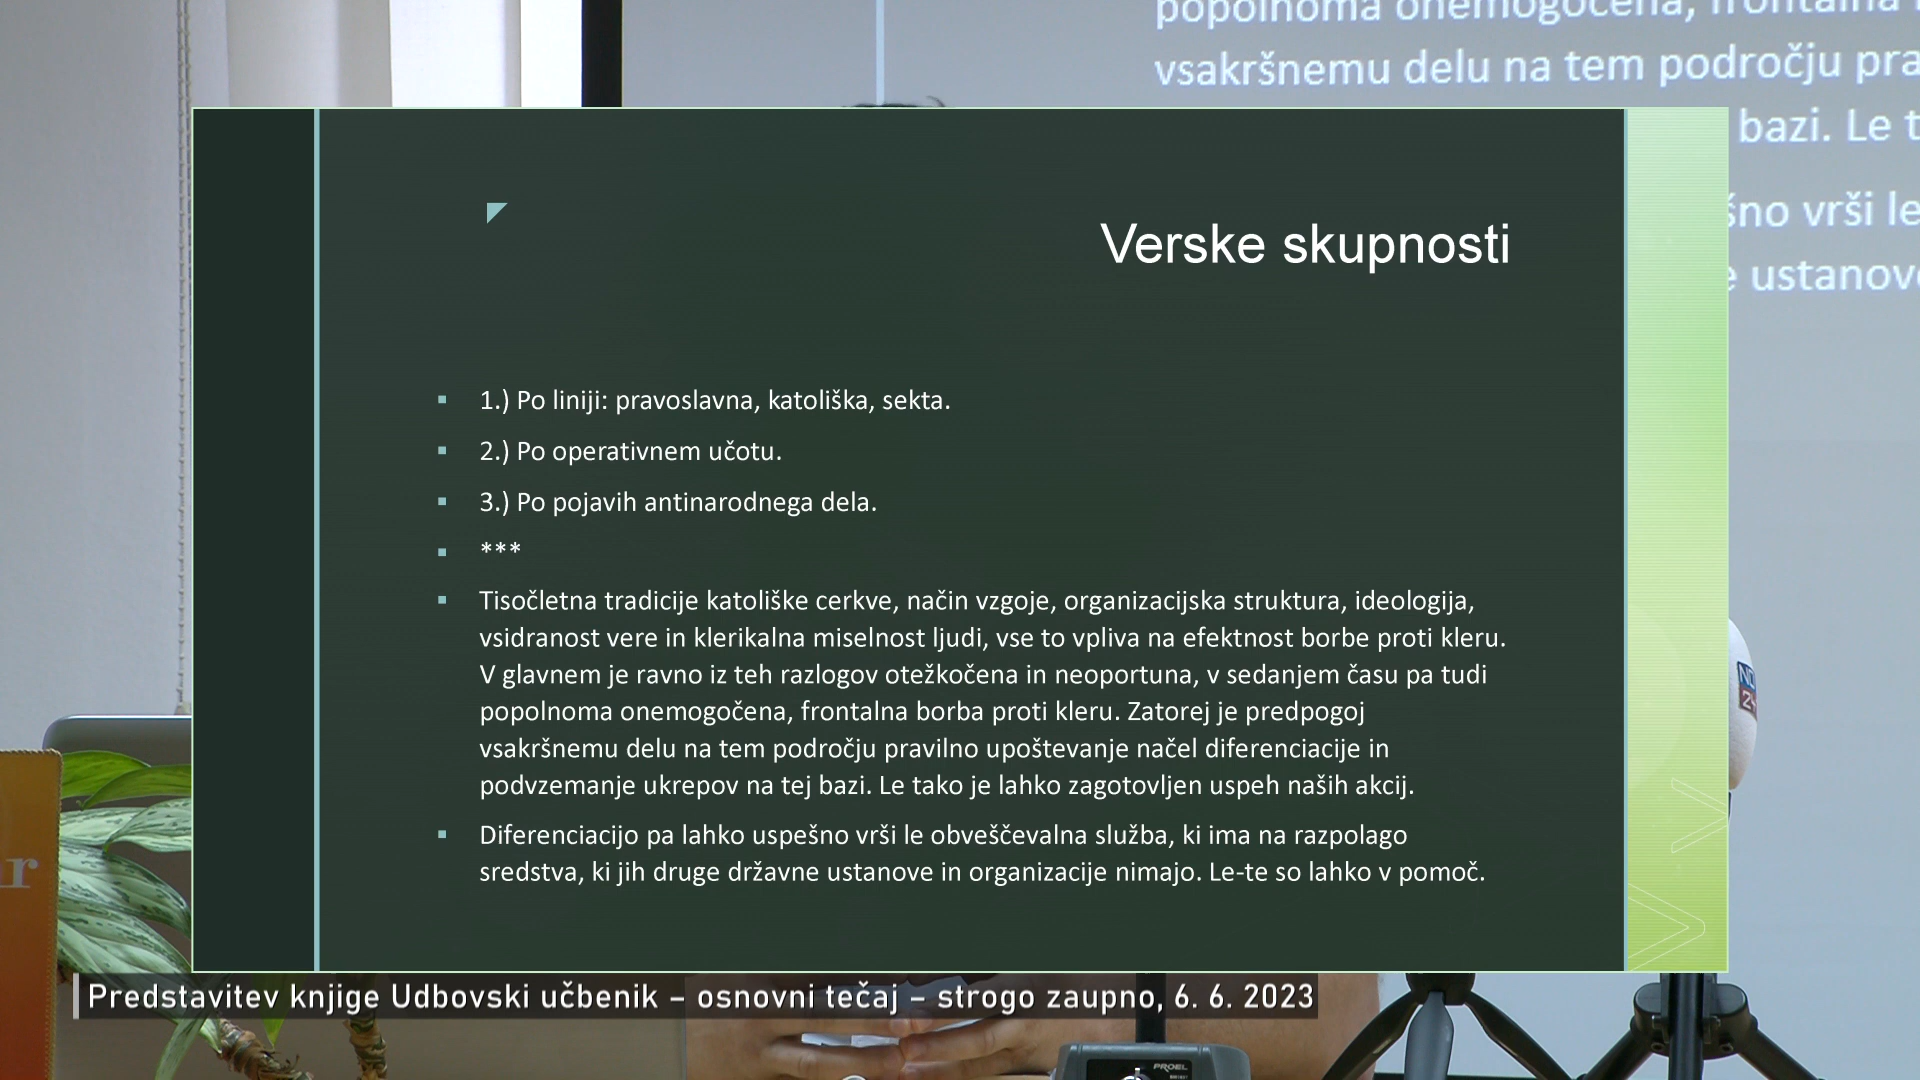 popolnoma onemogočena, frontalna
vsakršnemu delu na tem področju pra
bazi. Le t
šno vrši le
e ustanov
Verske skupnosti
1.) Po liniji: pravoslavna, katoliška, sekta.
2.) Po operativnem učotu.
3.) Po pojavih antinarodnega dela.
***
Tisočletna tradicije katoliške cerkve, način vzgoje, organizacijska struktura, ideologija,
vsidranost vere in klerikalna miselnost ljudi, vse to vpliva na efektnost borbe proti kleru.
V glavnem je ravno iz teh razlogov otežkočena in neoportuna, v sedanjem času pa tudi
popolnoma onemogočena, frontalna borba proti kleru. Zatorej je predpogoj
vsakršnemu delu na tem področju pravilno upoštevanje načel diferenciacije in
podvzemanje ukrepov na tej bazi. Le tako je lahko zagotovljen uspeh naših akcij.
Diferenciacijo pa lahko uspešno vrši le obveščevalna služba, ki ima na razpolago
sredstva, ki jih druge državne ustanove in organizacije nimajo. Le-te so lahko v pomoč.
Predstavitev knjige Udbovski učbenik – osnovni tečaj – strogo zaupno, 6. 6. 2023
PROEL